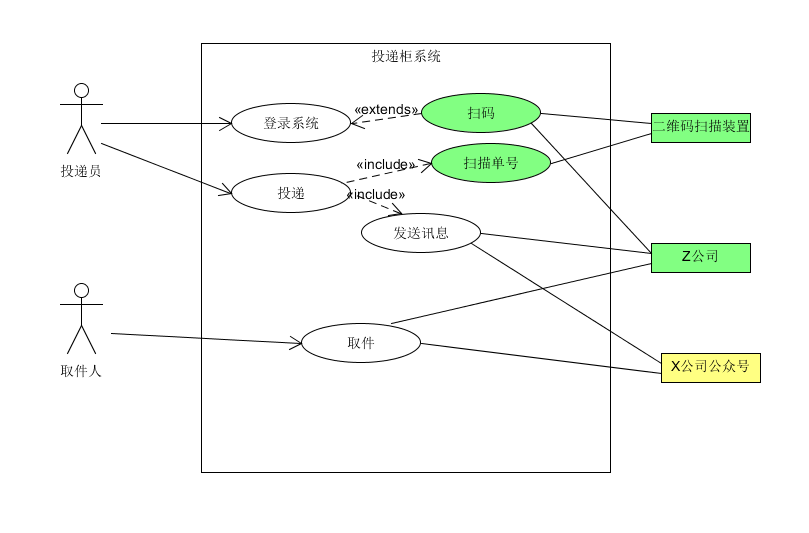 投递柜系统
«extends»
扫码
登录系统
二维码扫描装置
«include»
扫描单号
投递员
投递
«include»
发送讯息
Z公司
取件
取件人
X公司公众号